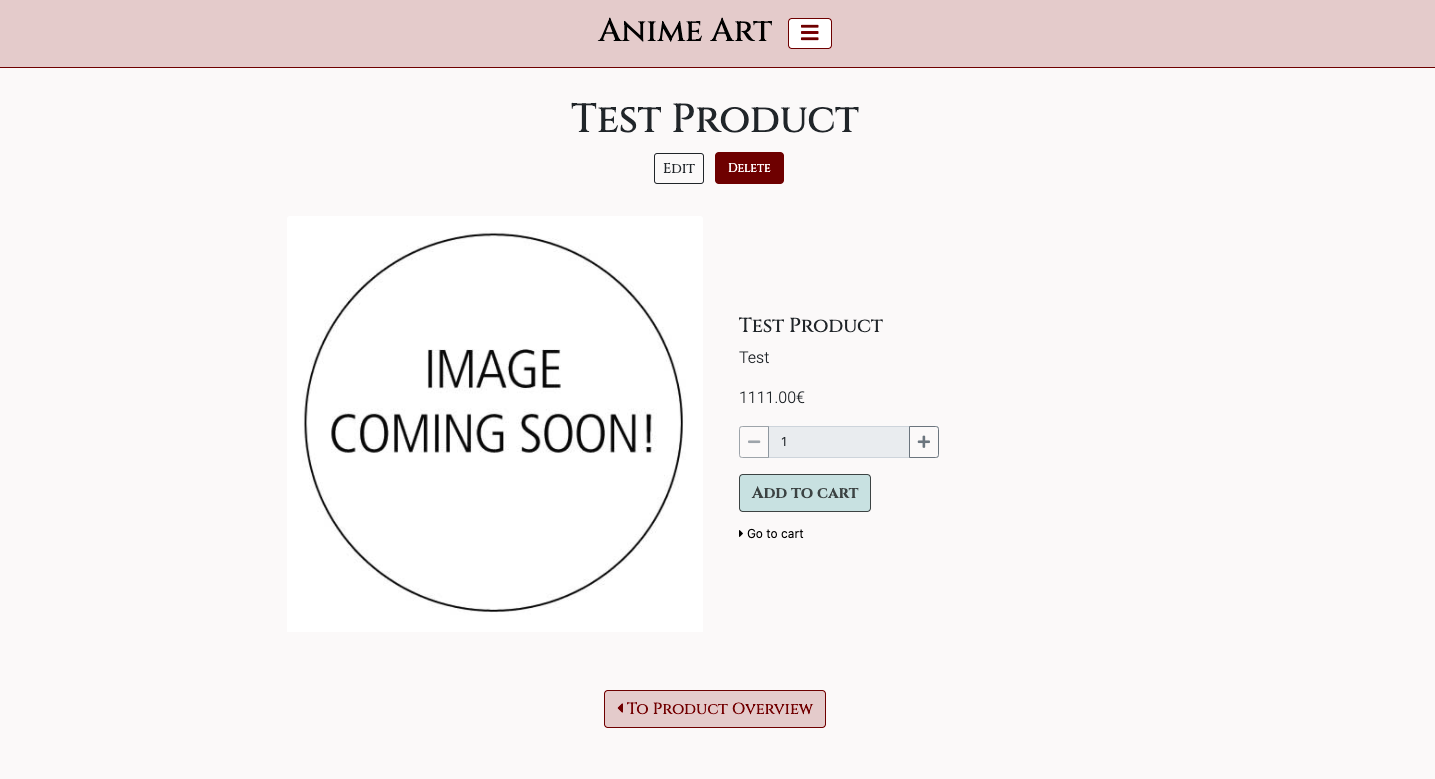 Anime Art
Test Product
Edit Delete
IMAGE
COMING SOON!
Test Product
Test
1111.00€
1
Add to cart
Go to cart
To Product Overview